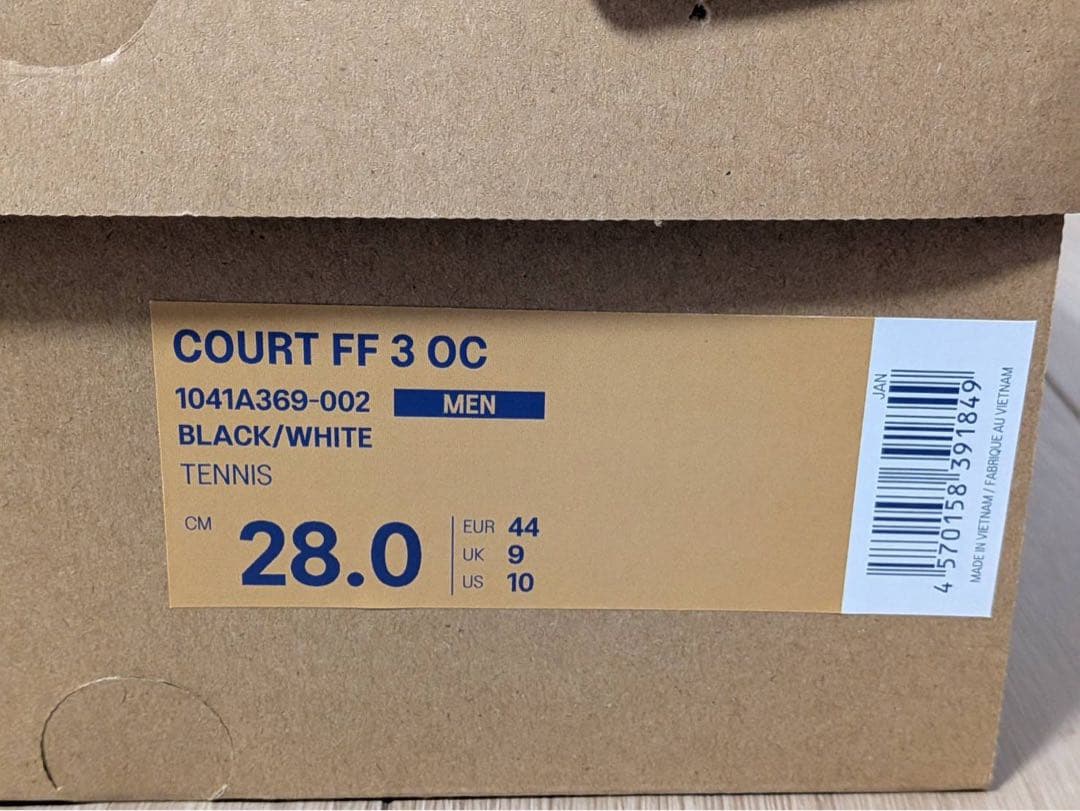 COURT FF 3 OC
1041A369-002 MEN
BLACK/WHITE
TENNIS
CM 28.0
EUR 44
UK 9
US 10
JAN
4 570158 391849
MADE IN VIETNAM / FABRIQUE AU VIETNAM